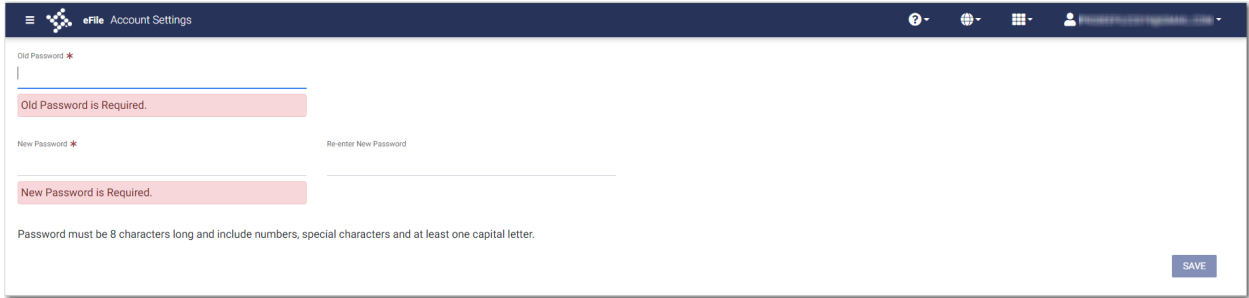 eFile Account Settings
Old Password *
Old Password is Required.
New Password * Re-enter New Password
New Password is Required.
Password must be 8 characters long and include numbers, special characters and at least one capital letter.
SAVE